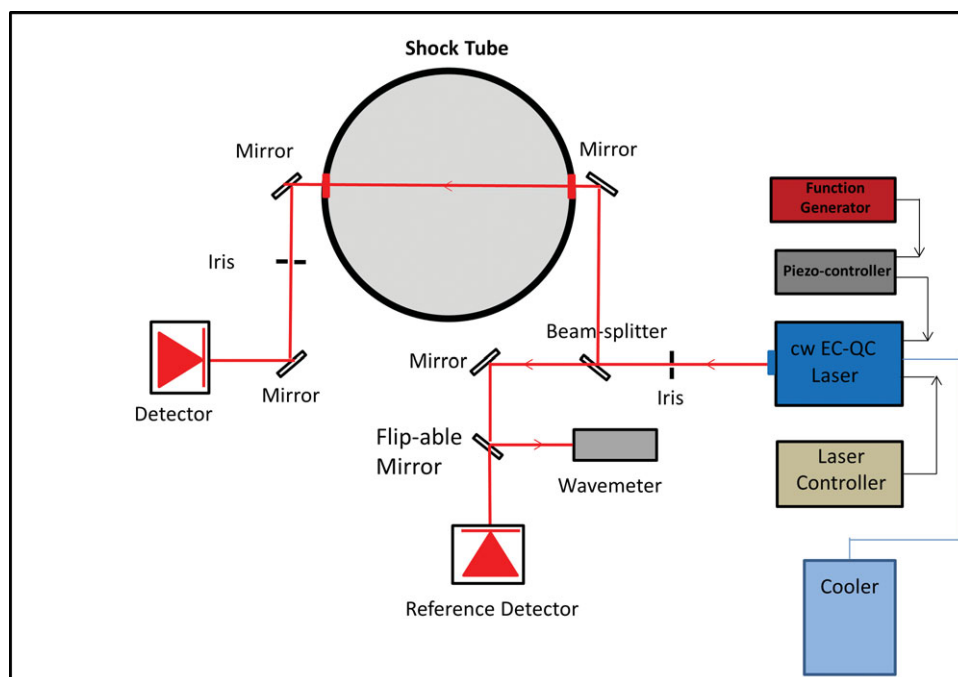 Shock Tube
Mirror
Mirror
Function
Generator
Iris
Piezo-controller
Beam-splitter
Mirror
cw EC-QC
Laser
Mirror
Iris
Detector
Flip-able
Mirror
Wavemeter
Laser
Controller
Reference Detector
Cooler